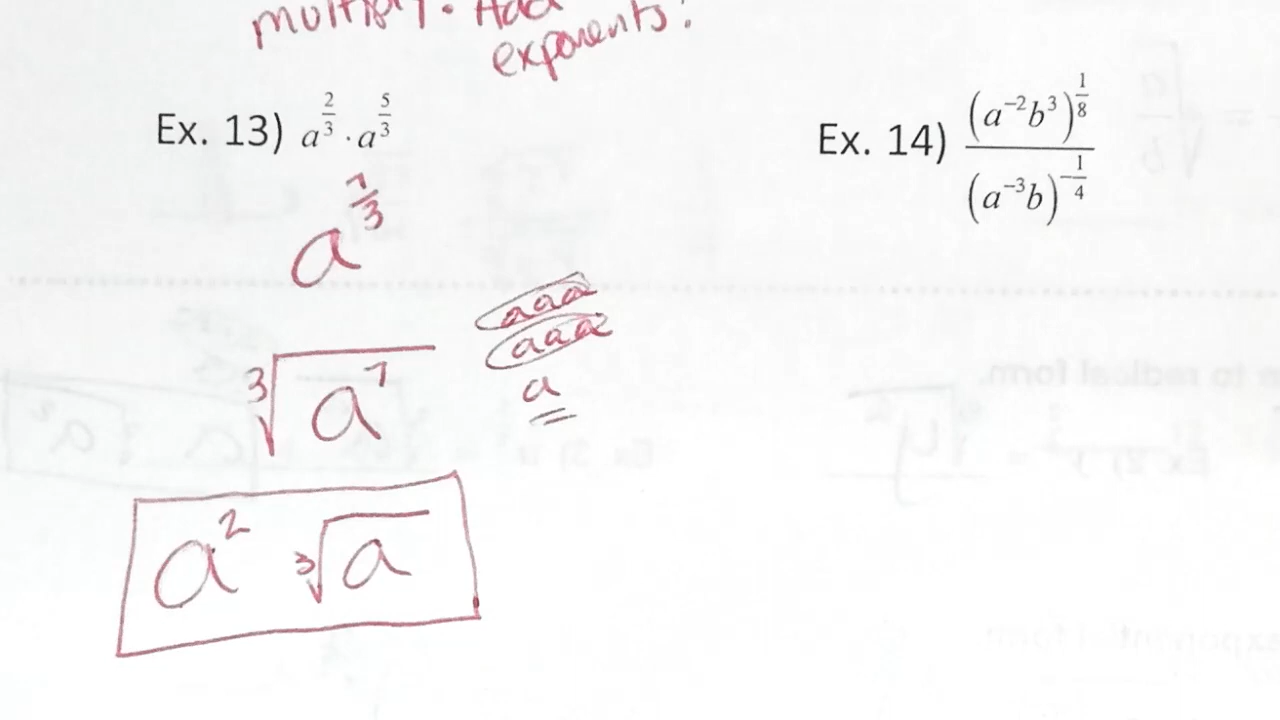 multiply. Add
exponents!
Ex. 13) a^{2/3} · a^{5/3}
a^{7/3}
aaa
aaa
a
∛a^7
a^2 ∛a
Ex. 14) (a^{-2}b^3)^{1/8} / (a^{-3}b)^{-1/4}